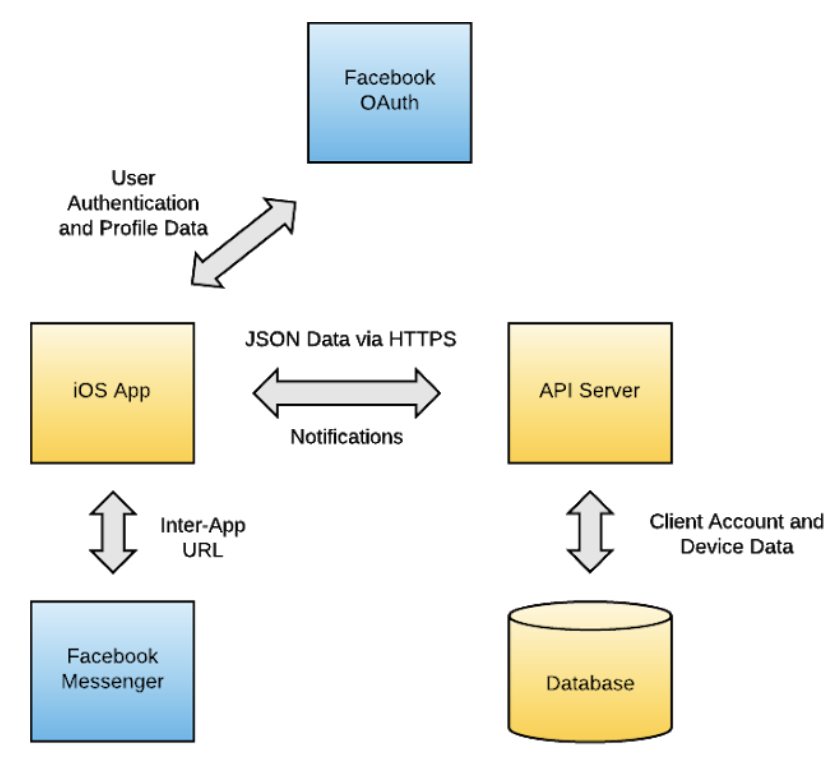 Facebook
OAuth
User
Authentication
and Profile Data
JSON Data via HTTPS
iOS App
API Server
Notifications
Inter-App
URL
Client Account and
Device Data
Facebook
Messenger
Database